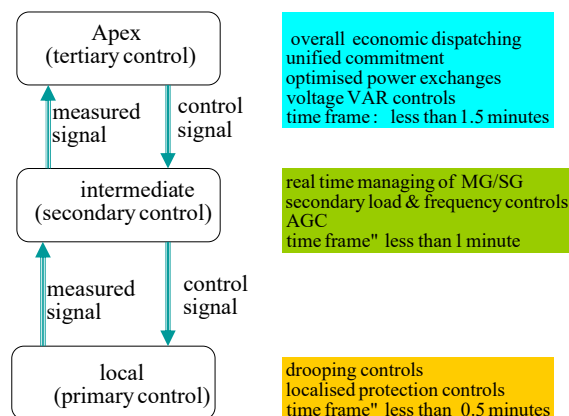 Apex
(tertiary control)
overall economic dispatching
unified commitment
optimised power exchanges
voltage VAR controls
time frame : less than 1.5 minutes
measured
signal
control
signal
intermediate
(secondary control)
real time managing of MG/SG
secondary load & frequency controls
AGC
time frame" less than 1 minute
measured
signal
control
signal
local
(primary control)
drooping controls
localised protection controls
time frame" less than 0.5 minutes